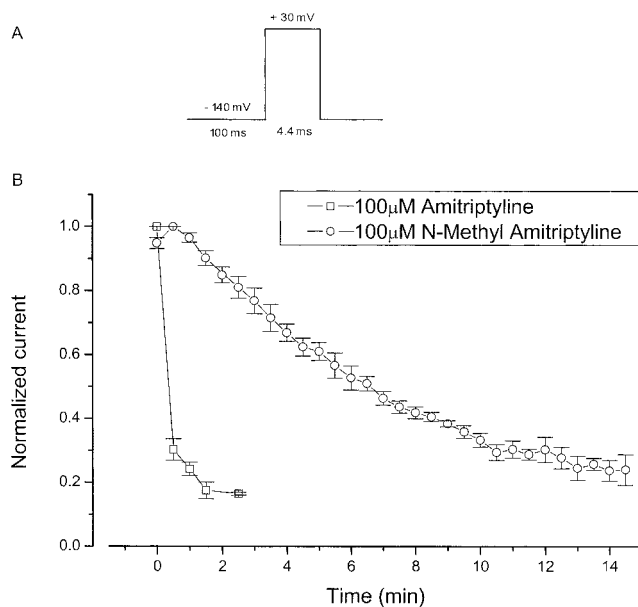 A
+ 30 mV
- 140 mV
100 ms 4.4 ms
B
100μM Amitriptyline
100μM N-Methyl Amitriptyline
Normalized current
1.0
0.8
0.6
0.4
0.2
0.0
0 2 4 6 8 10 12 14
Time (min)